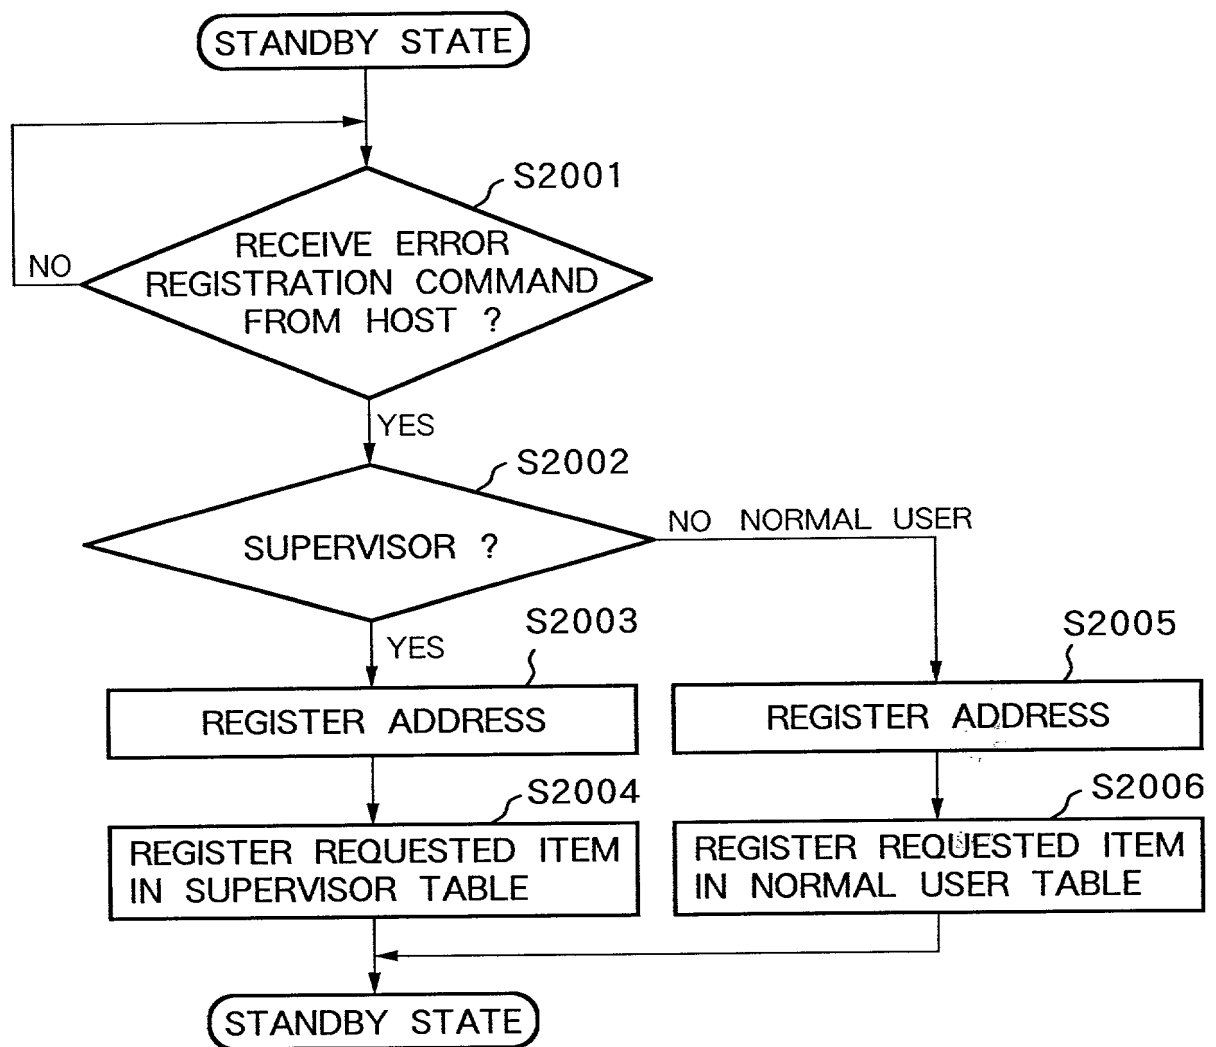 STANDBY STATE
S2001
RECEIVE ERROR
REGISTRATION COMMAND
FROM HOST ?
NO
YES
S2002
SUPERVISOR ?
NO NORMAL USER
YES
S2003
REGISTER ADDRESS
S2005
REGISTER ADDRESS
S2004
REGISTER REQUESTED ITEM
IN SUPERVISOR TABLE
S2006
REGISTER REQUESTED ITEM
IN NORMAL USER TABLE
STANDBY STATE